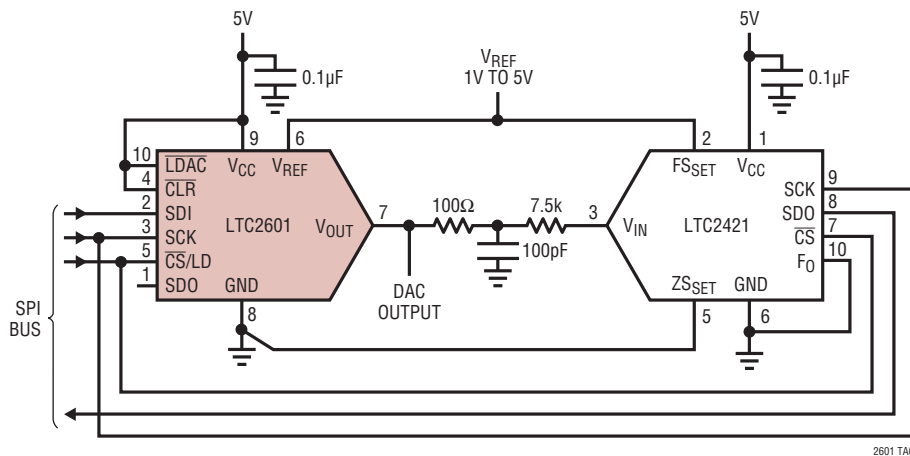 5V
0.1µF
VREF
1V TO 5V
5V
0.1µF
9
6
2
1
10
LDAC
VCC
VREF
FSSET
VCC
4
CLR
9
SCK
2
SDI
LTC2601
VOUT
7
100Ω
7.5k
3
VIN
LTC2421
8
SDO
3
SCK
7
CS
5
CS/LD
100pF
10
FO
1
SDO
GND
DAC
OUTPUT
ZSSET
GND
SPI
BUS
8
5
6